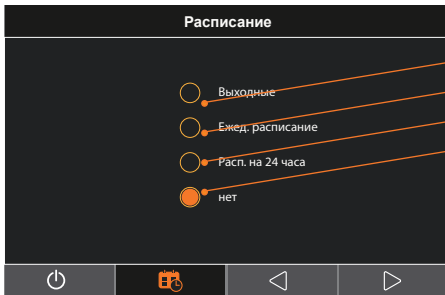 Расписание
Выходные
Ежед. расписание
Расп. на 24 часа
нет